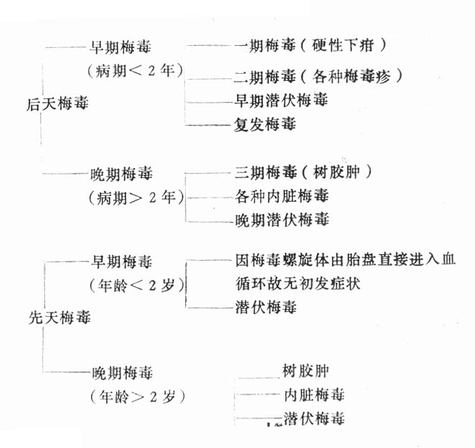 早期梅毒 一期梅毒（硬性下疳）
（病期＜2年） 二期梅毒（各种梅毒疹）
早期潜伏梅毒
后天梅毒
复发梅毒
晚期梅毒 三期梅毒（树胶肿）
（病期＞2年） 各种内脏梅毒
晚期潜伏梅毒
早期梅毒 因梅毒螺旋体由胎盘直接进入血
（年龄＜2岁） 循环故无初发症状
潜伏梅毒
先天梅毒
晚期梅毒 树胶肿
（年龄＞2岁） 内脏梅毒
潜伏梅毒